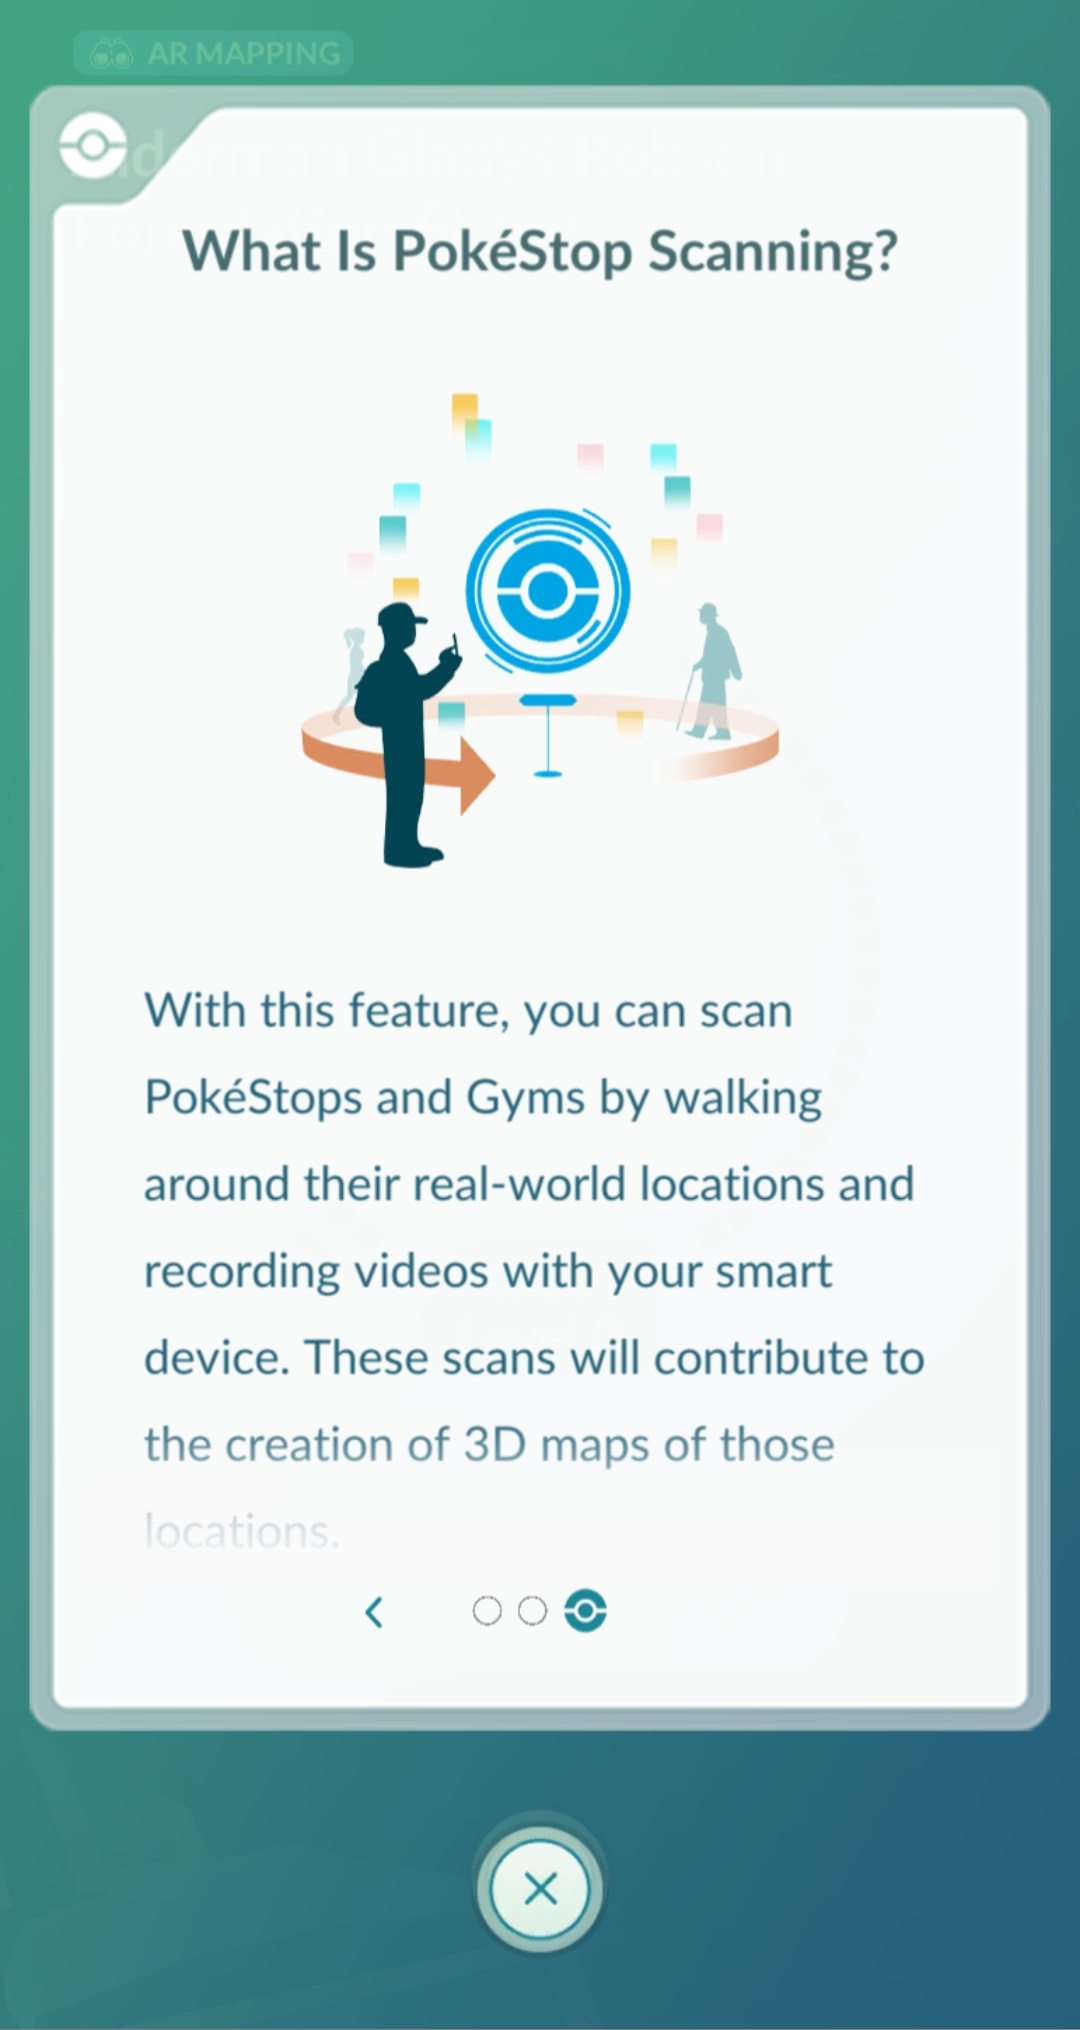 AR MAPPING
What Is PokéStop Scanning?
With this feature, you can scan
PokéStops and Gyms by walking
around their real-world locations and
recording videos with your smart
device. These scans will contribute to
the creation of 3D maps of those
locations.